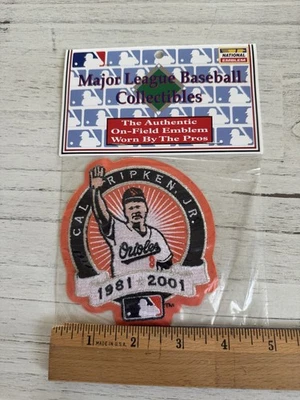 NATIONAL
EMBLEM
Major League Baseball
Collectibles
The Authentic
On-Field Emblem
Worn By The Pros
CAL RIPKEN, JR.
Orioles
8
1981 2001
TM
1 MADE IN U.S.A. 2 3 4 5